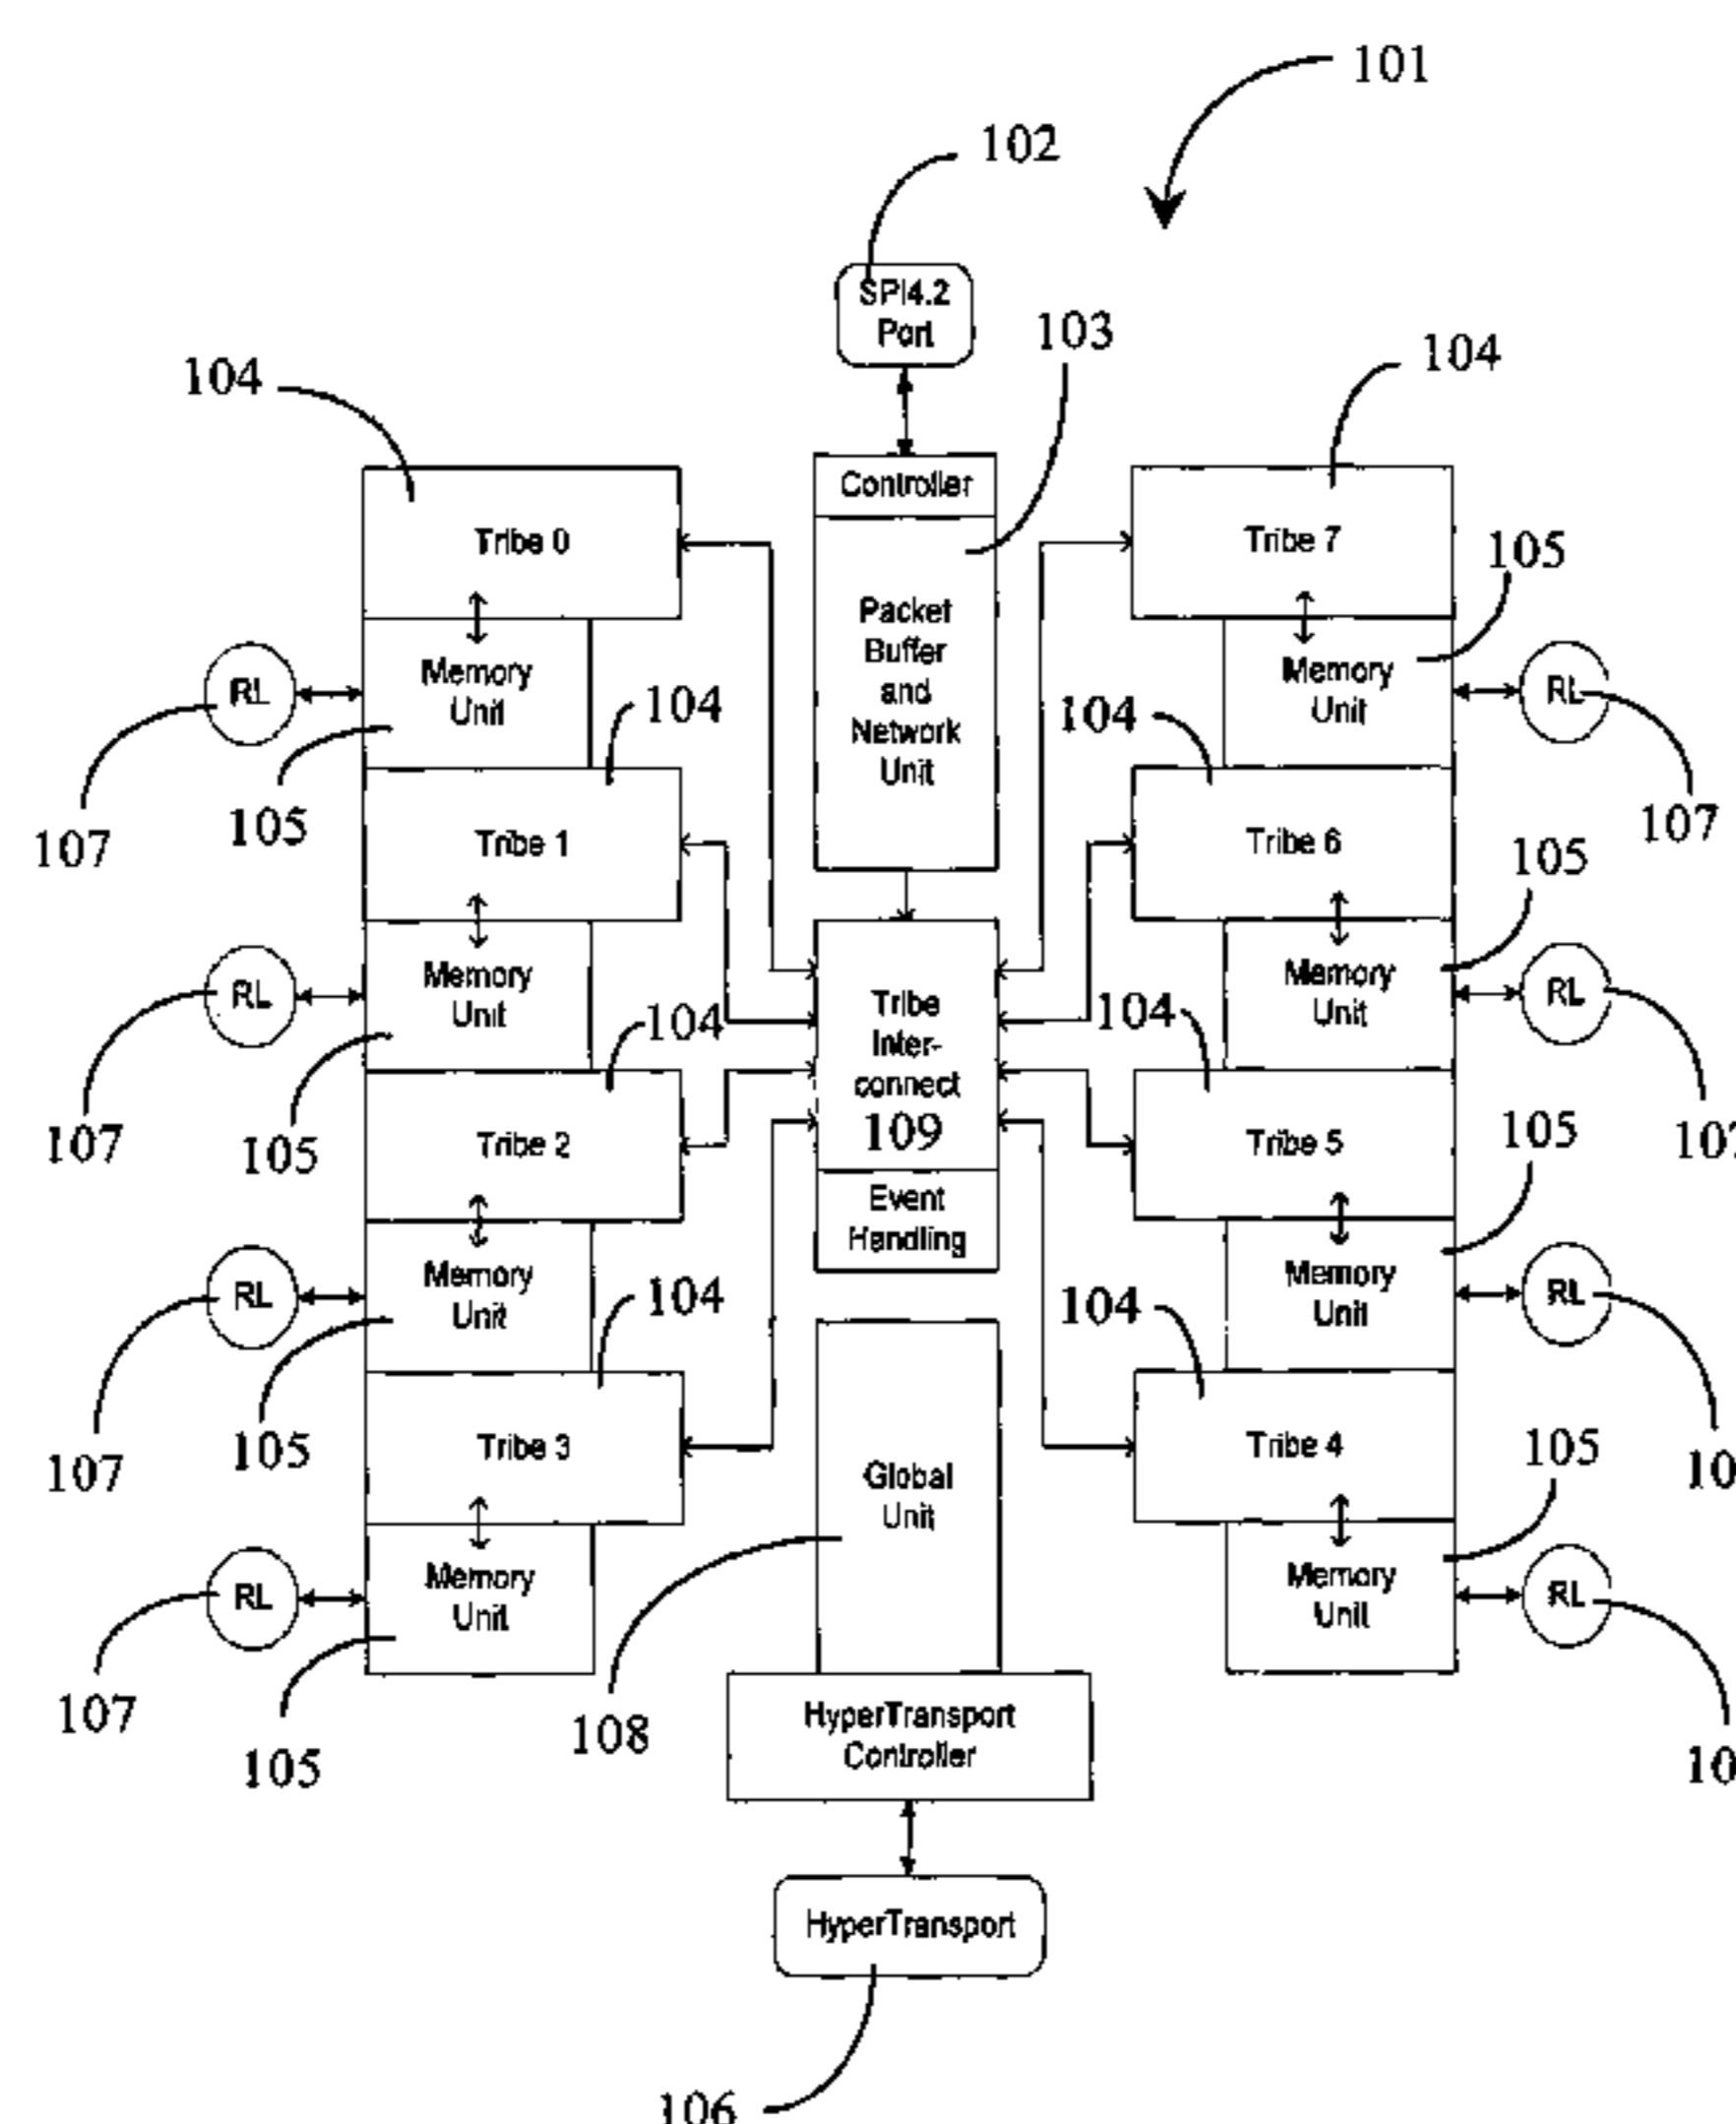 101
102
SPI4.2
Port
103
104
104
Controller
Tribe 0
Tribe 7
105
Packet
Buffer
and
Network
Unit
RL
Memory
Unit
104
104
Memory
Unit
RL
107
105
107
Tribe 1
Tribe 6
105
RL
Memory
Unit
104
Tribe
Inter-
connect
109
104
Memory
Unit
RL
107
105
Tribe 2
Tribe 5
105
107
Event
Handling
RL
Memory
Unit
104
104
Memory
Unit
RL
107
105
Tribe 3
Global
Unit
Tribe 4
105
10
RL
Memory
Unit
Memory
Unit
RL
107
105
108
HyperTransport
Controller
10
HyperTransport
106